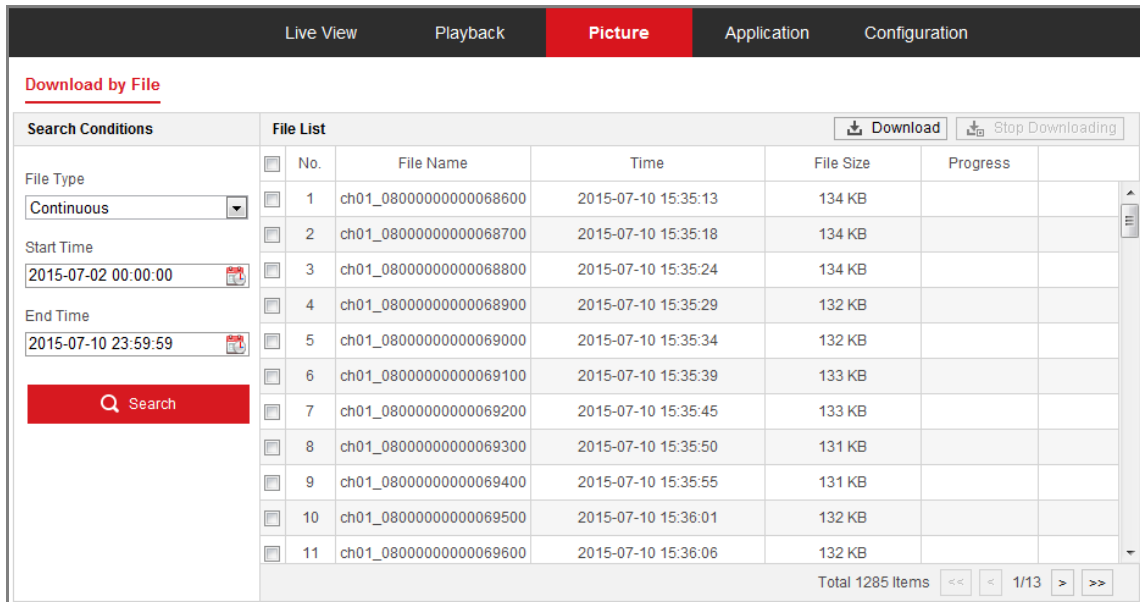 Live View Playback Picture Application Configuration
Download by File
Search Conditions
File Type
Continuous
Start Time
2015-07-02 00:00:00
End Time
2015-07-10 23:59:59
Search
File List Download Stop Downloading
No. File Name Time File Size Progress
1 ch01_08000000000068600 2015-07-10 15:35:13 134 KB
2 ch01_08000000000068700 2015-07-10 15:35:18 134 KB
3 ch01_08000000000068800 2015-07-10 15:35:24 134 KB
4 ch01_08000000000068900 2015-07-10 15:35:29 132 KB
5 ch01_08000000000069000 2015-07-10 15:35:34 132 KB
6 ch01_08000000000069100 2015-07-10 15:35:39 133 KB
7 ch01_08000000000069200 2015-07-10 15:35:45 133 KB
8 ch01_08000000000069300 2015-07-10 15:35:50 131 KB
9 ch01_08000000000069400 2015-07-10 15:35:55 131 KB
10 ch01_08000000000069500 2015-07-10 15:36:01 132 KB
11 ch01_08000000000069600 2015-07-10 15:36:06 132 KB
Total 1285 Items << < 1/13 > >>